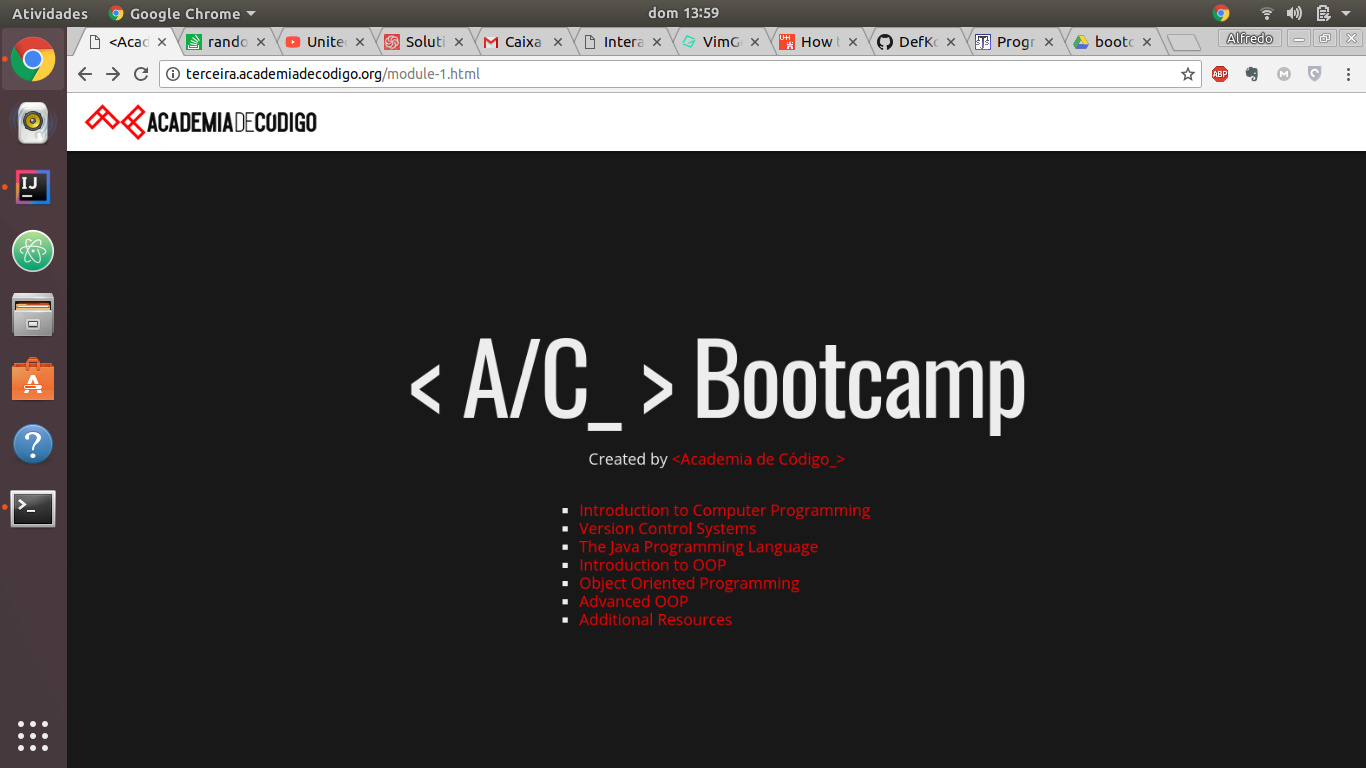 Atividades Google Chrome dom 13:59
<Acad rando Unite Soluti Caixa Intera VimG How DefKo Progr bootc Alfredo
terceira.academiadecodigo.org/module-1.html ABP
ACADEMIADECODIGO
< A/C_ > Bootcamp
Created by <Academia de Código_>
Introduction to Computer Programming
Version Control Systems
The Java Programming Language
Introduction to OOP
Object Oriented Programming
Advanced OOP
Additional Resources
IJ